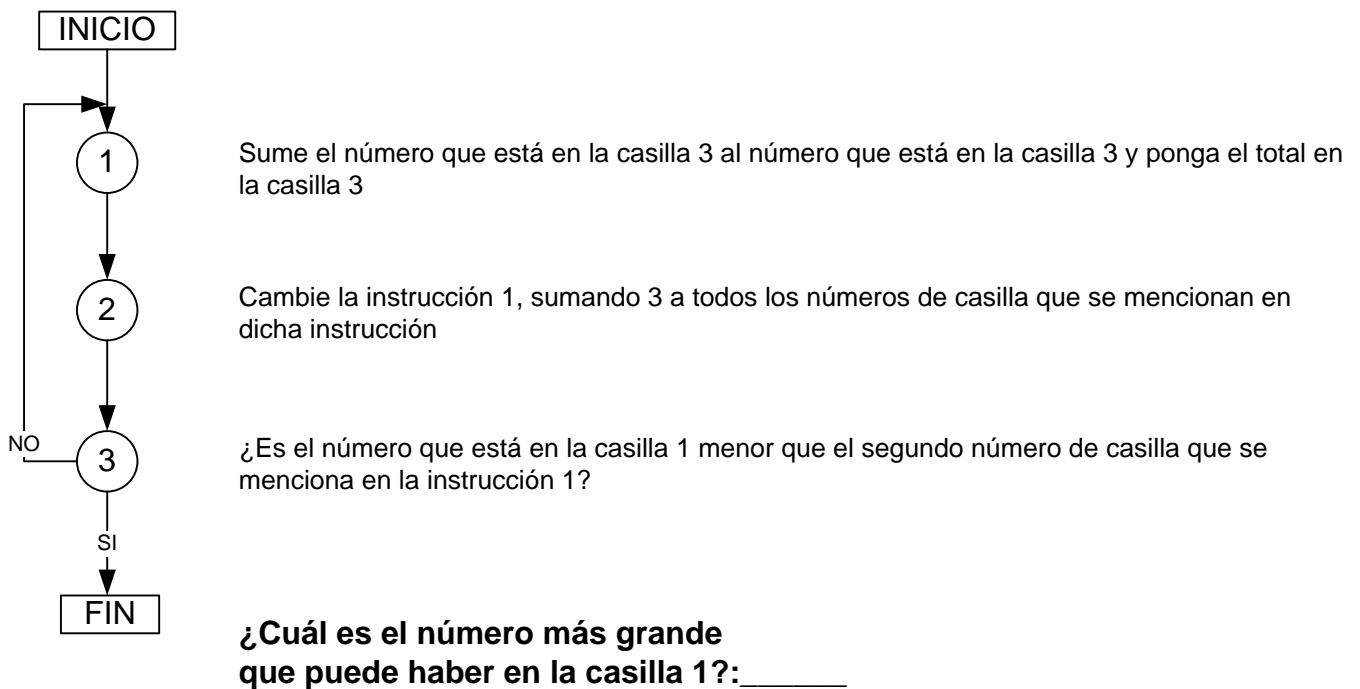 INICIO
1
Sume el número que está en la casilla 3 al número que está en la casilla 3 y ponga el total en
la casilla 3
2
Cambie la instrucción 1, sumando 3 a todos los números de casilla que se mencionan en
dicha instrucción
NO
3
¿Es el número que está en la casilla 1 menor que el segundo número de casilla que se
menciona en la instrucción 1?
SI
FIN
¿Cuál es el número más grande
que puede haber en la casilla 1?:______